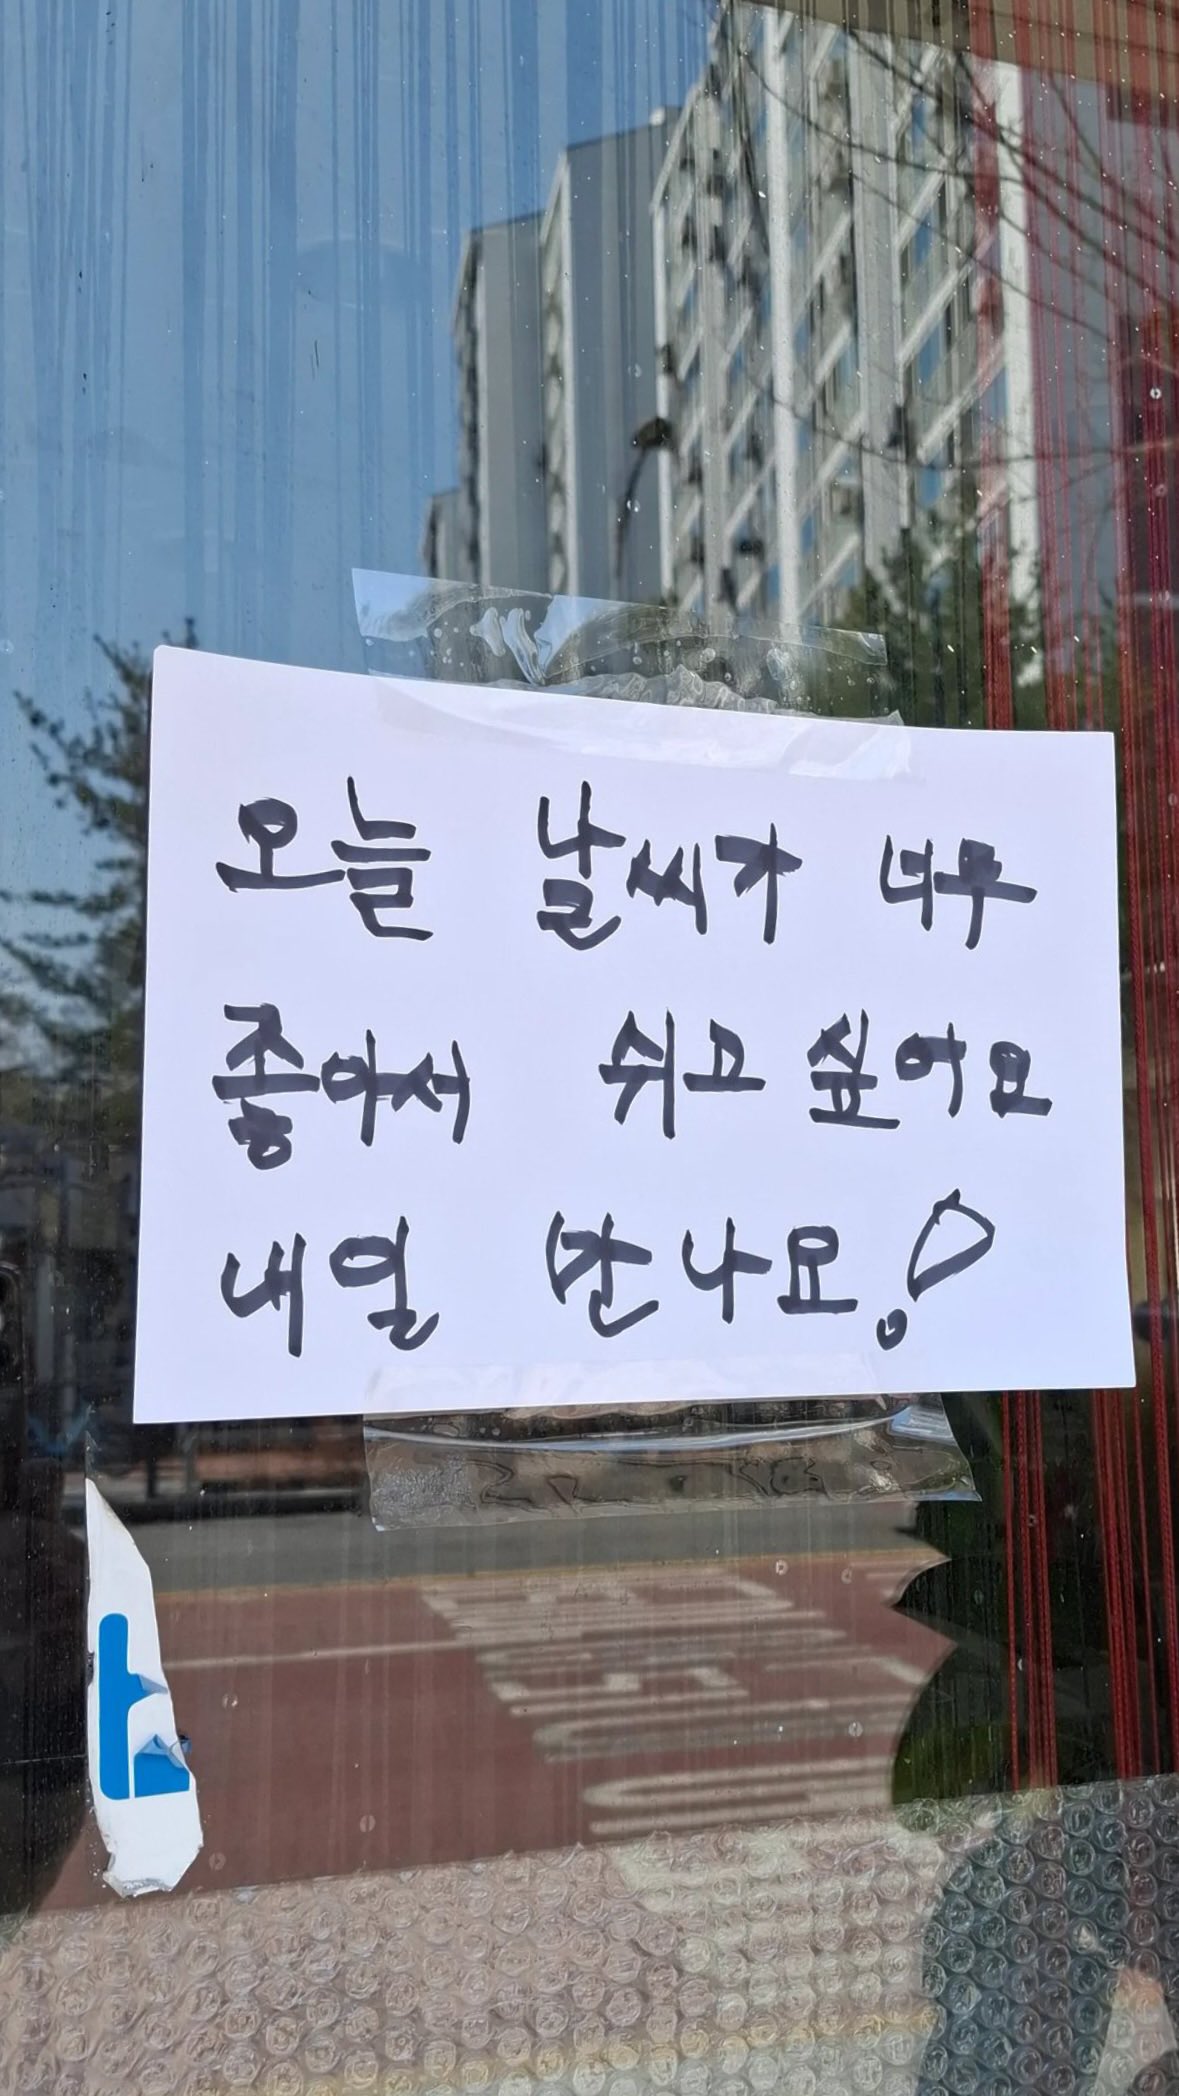 오늘 날씨가 너무
좋아서 쉬고 싶어요
내일 만나요!